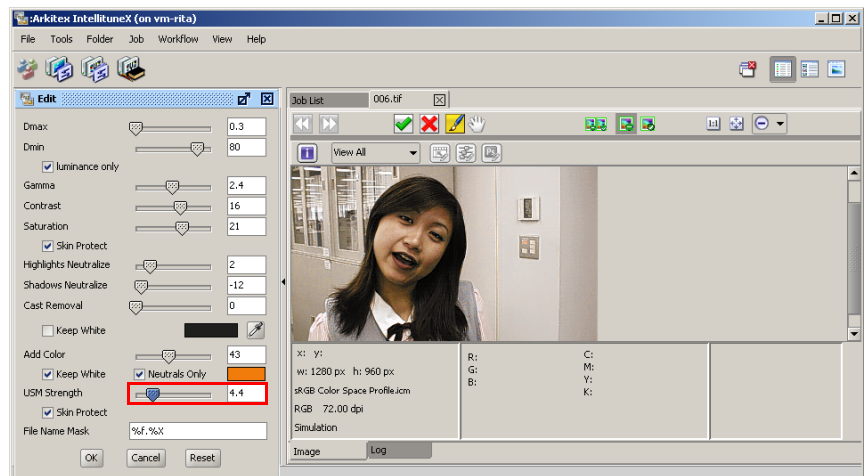 :Arkitex IntellituneX (on vm-rita)
File Tools Folder Job Workflow View Help
Edit
Dmax 0.3
Dmin 80
luminance only
Gamma 2.4
Contrast 16
Saturation 21
Skin Protect
Highlights Neutralize 2
Shadows Neutralize -12
Cast Removal 0
Keep White
Add Color 43
Keep White Neutrals Only
USM Strength 4.4
Skin Protect
File Name Mask %f.%X
OK Cancel Reset
Job List 006.tif
1:1
View All
x: y:
w: 1280 px h: 960 px
sRGB Color Space Profile.icm
RGB 72.00 dpi
Simulation
R:
G:
B:
C:
M:
Y:
K:
Image Log